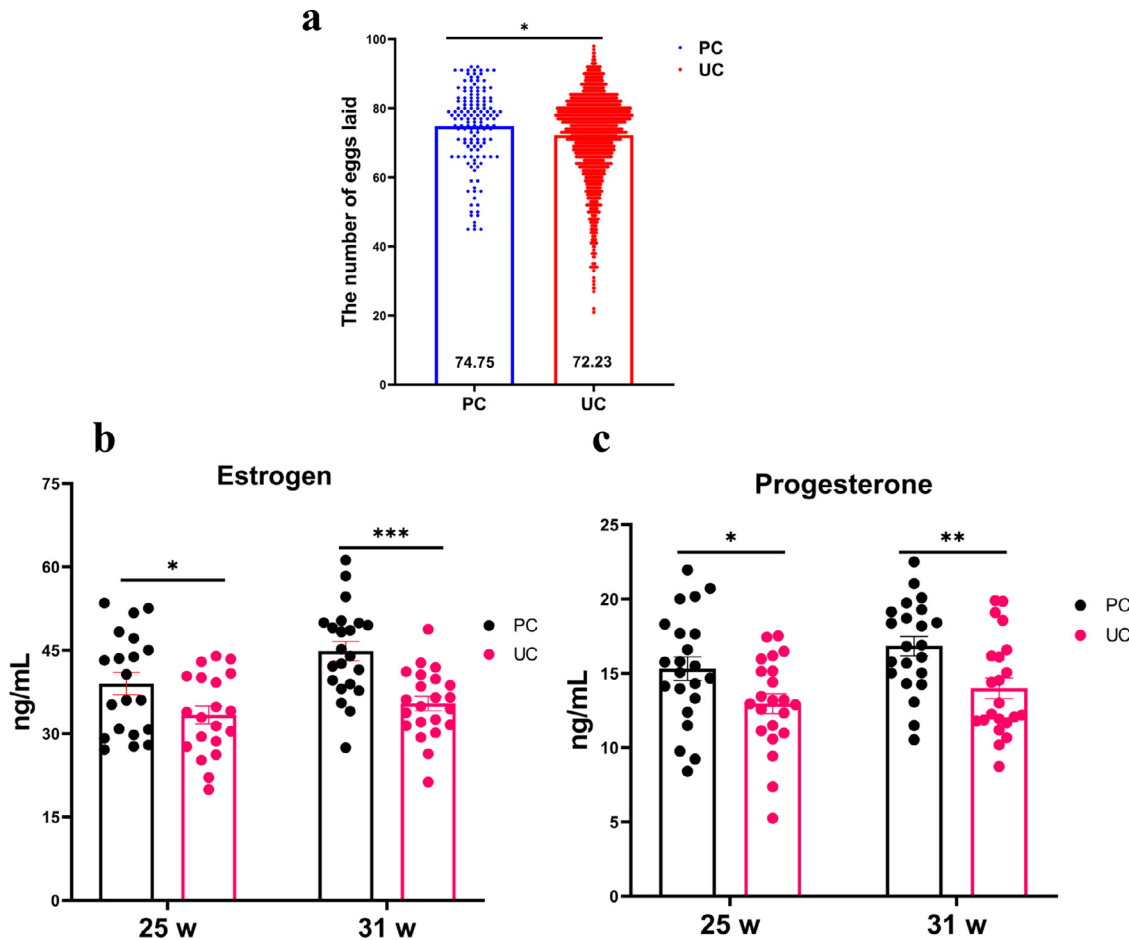 a
*
PC
UC
The number of eggs laid
100
80
60
40
20
0
74.75
72.23
PC
UC
b
Estrogen
ng/mL
75
60
45
30
15
0
*
***
PC
UC
25 w
31 w
c
Progesterone
ng/mL
25
20
15
10
5
0
*
**
PC
UC
25 w
31 w